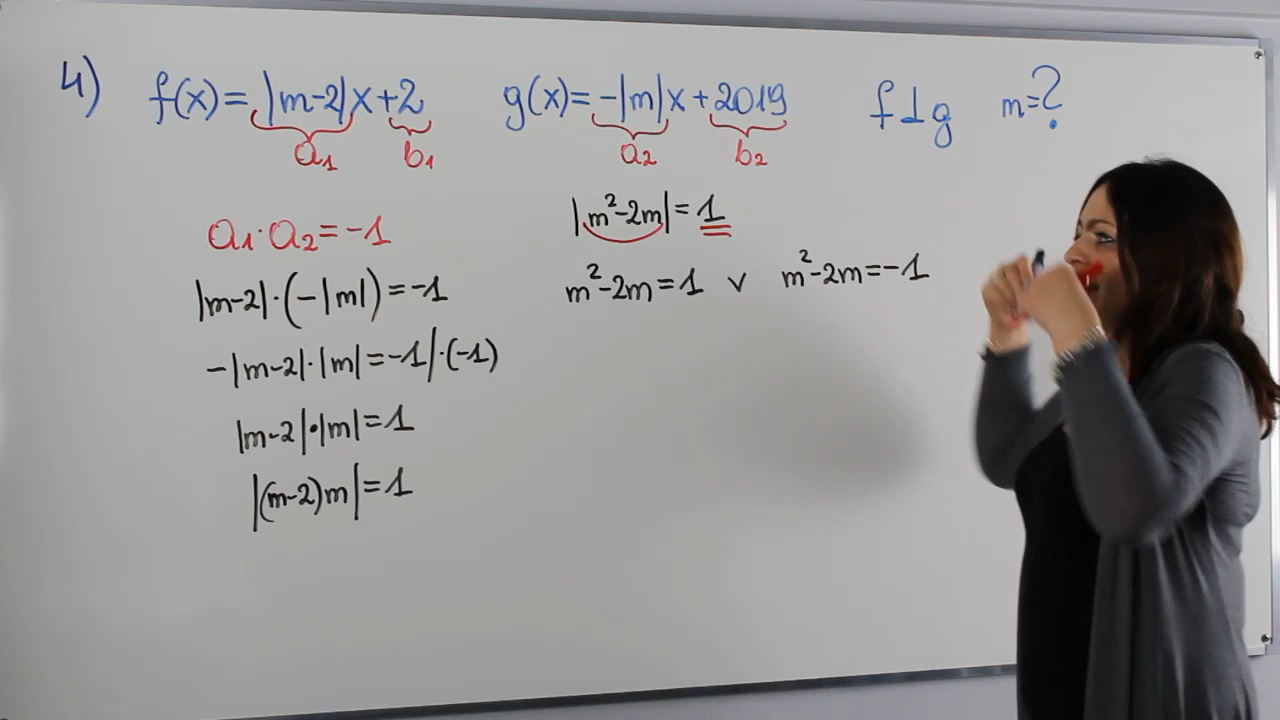 4) f(x)=|m-2|x+2 g(x)=-|m|x+2019 f⊥g m=?
a₁ b₁ a₂ b₂
a₁·a₂=-1
|m-2|·(-|m|)=-1
-|m-2|·|m|=-1/·(-1)
|m-2|·|m|=1
|(m-2)m|=1
|m²-2m|=1
m²-2m=1 ∨ m²-2m=-1